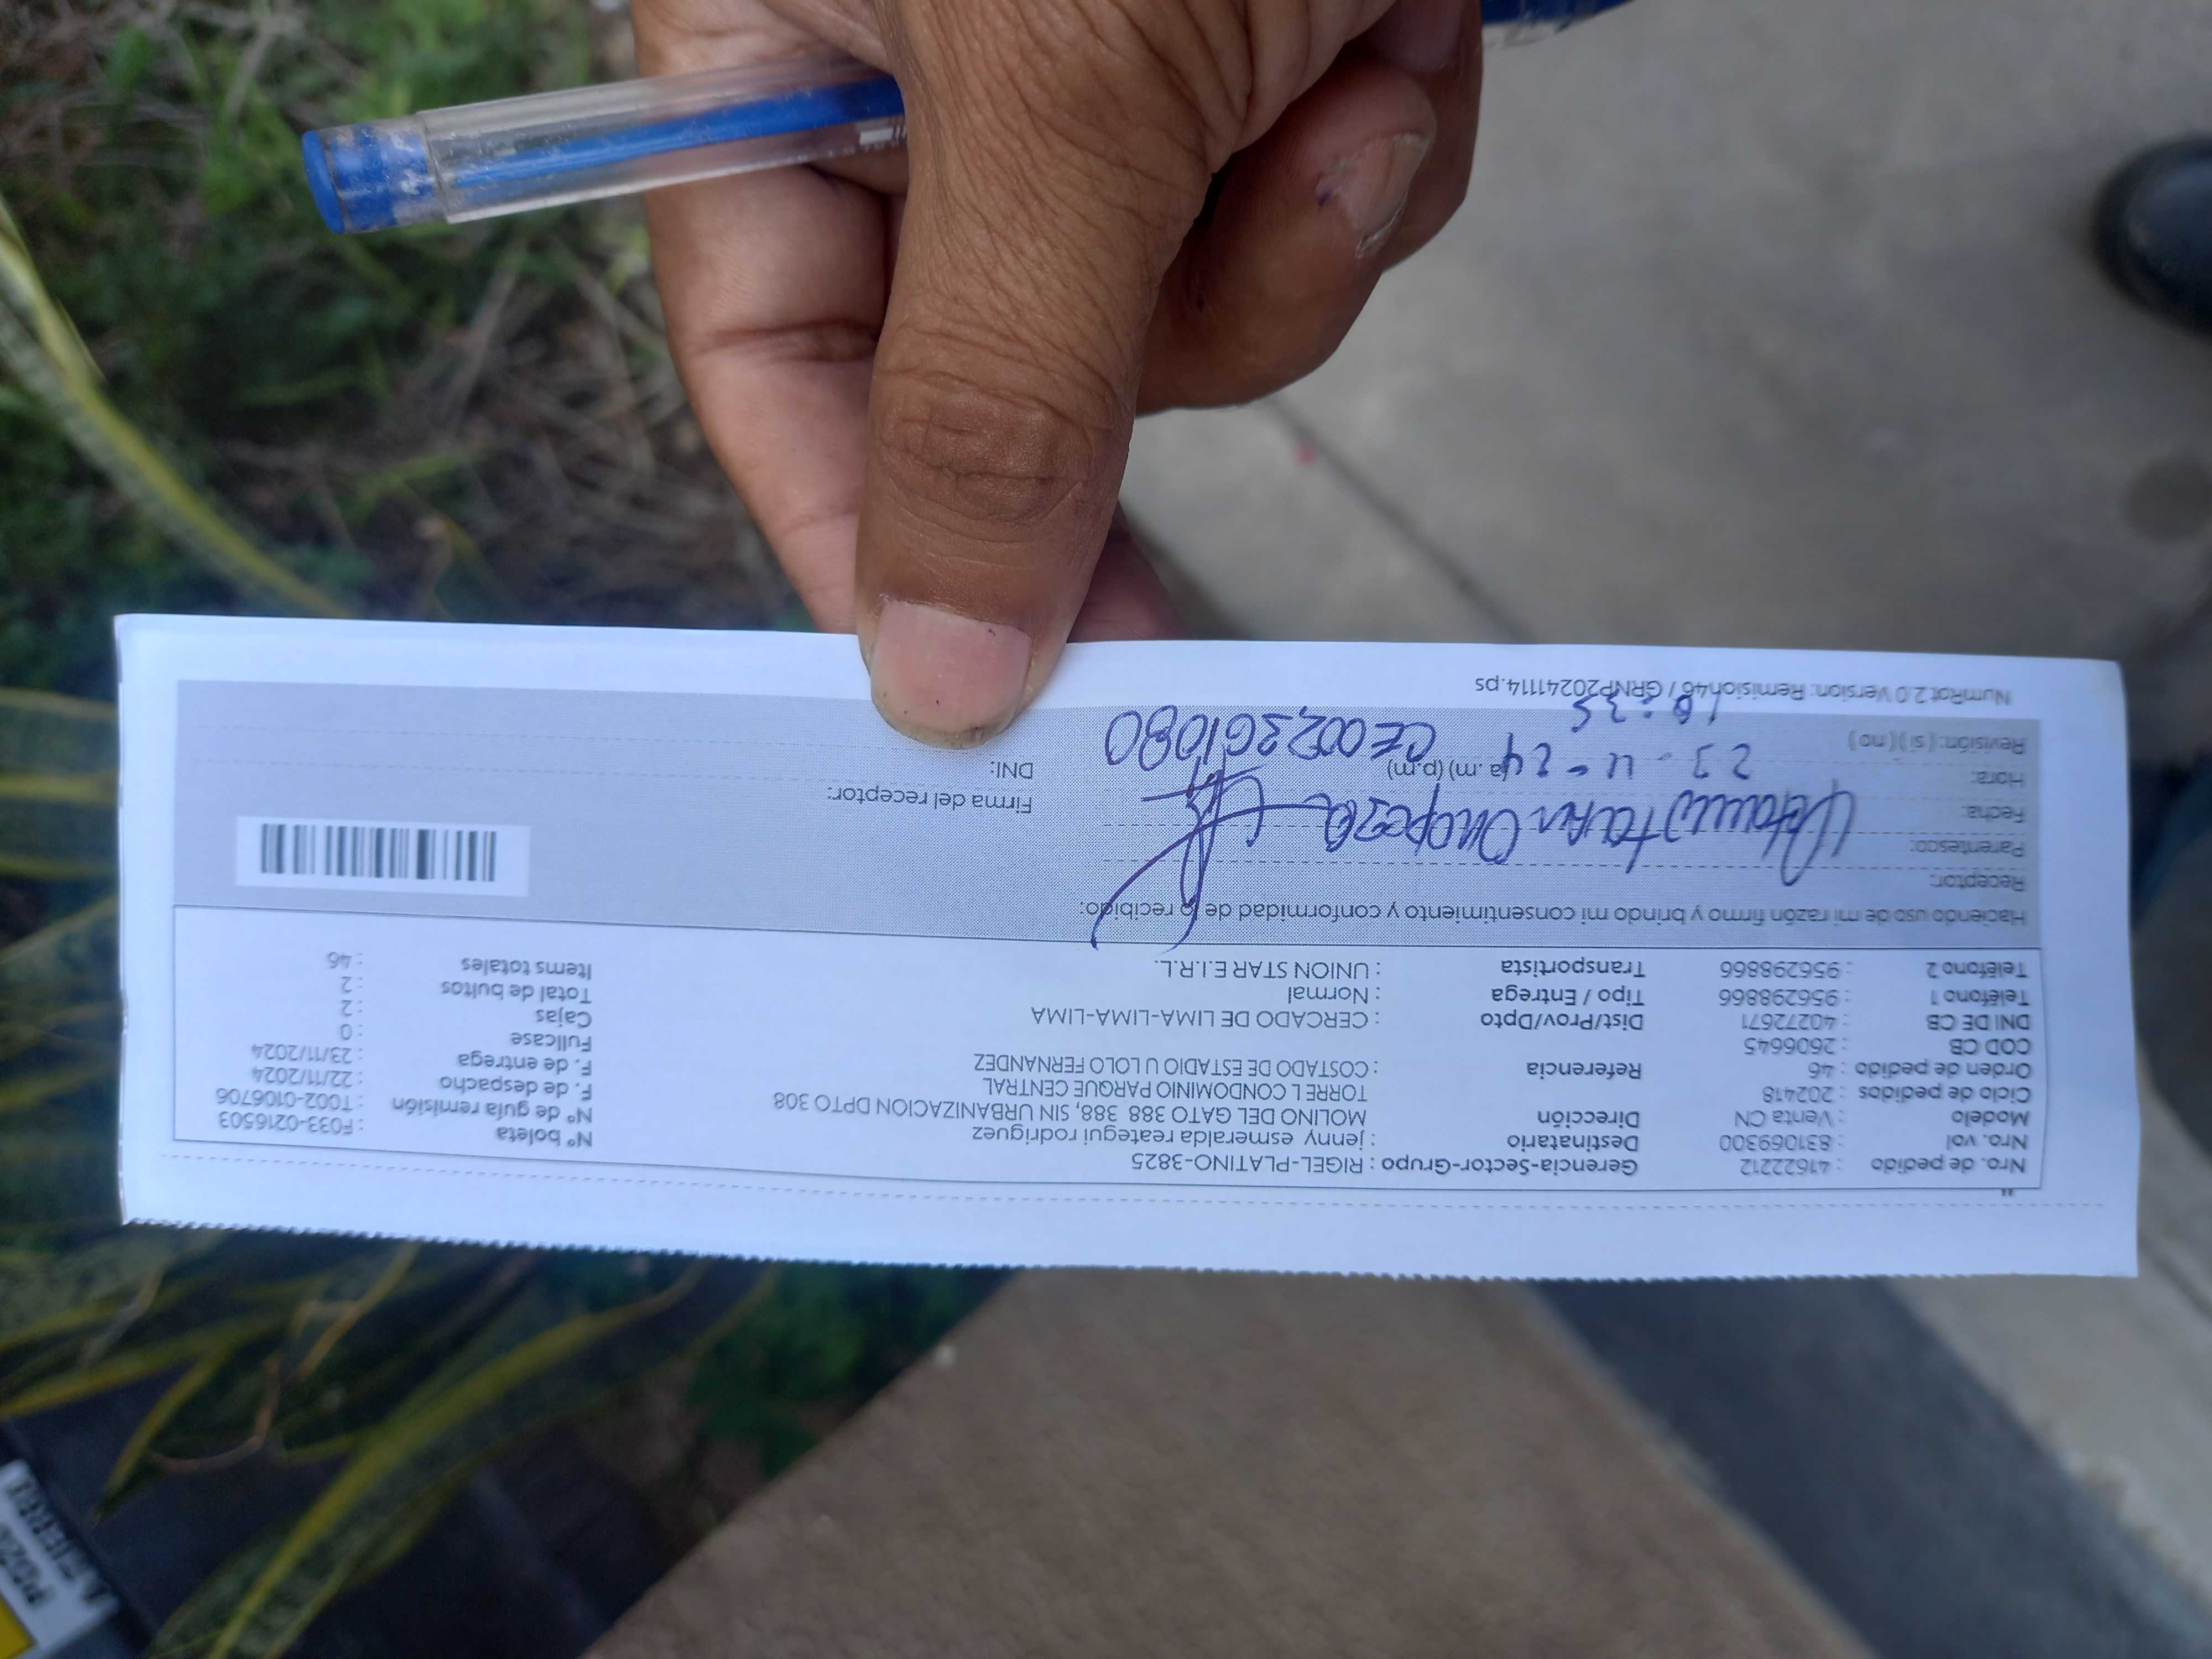 Nro. de pedido : 41622212 Gerencia-Sector-Grupo : RIGEL-PLATINO-3825
Nro. vol : 831069300 Destinatario : jenny esmeralda reategui rodriguez Nº boleta : F033-0216503
Modelo : Venta CN Dirección MOLINO DEL GATO 388 388, SIN URBANIZACION DPTO 308 Nº de guia remisión : T002-0106706
Ciclo de pedidos : 202418 TORRE L CONDOMINIO PARQUE CENTRAL F. de despacho : 22/11/2024
Orden de pedido : 46 Referencia : COSTADO DE ESTADIO U LOLO FERNANDEZ F. de entrega : 23/11/2024
COD CB : 2606645 Fullcase : 0
DNI DE CB : 40272671 Dist/Prov/Dpto : CERCADO DE LIMA-LIMA-LIMA Cajas : 2
Teléfono 1 : 956298866 Tipo / Entrega : Normal Total de bultos : 2
Teléfono 2 : 956298866 Transportista : UNION STAR E.I.R.L. Items totales : 46
Haciendo uso de mi razón firmo y brindo mi consentimiento y conformidad de lo recibido:
Receptor:
Parentesco:
Fecha: Oropeza
Firma del receptor:
Hora: 23-11-24 (a.m) (p.m) CE002361080
DNI:
Revisión: ( si ) ( no )
NumRot 2.0 Version: Remision46 / GRNP20241114.ps